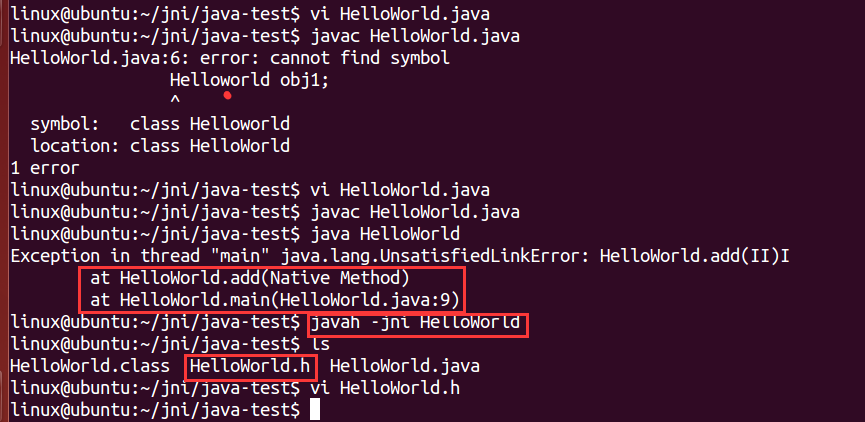 linux@ubuntu:~/jni/java-test$ vi HelloWorld.java
linux@ubuntu:~/jni/java-test$ javac HelloWorld.java
HelloWorld.java:6: error: cannot find symbol
Helloworld obj1;
^
symbol:   class Helloworld
location: class HelloWorld
1 error
linux@ubuntu:~/jni/java-test$ vi HelloWorld.java
linux@ubuntu:~/jni/java-test$ javac HelloWorld.java
linux@ubuntu:~/jni/java-test$ java HelloWorld
Exception in thread "main" java.lang.UnsatisfiedLinkError: HelloWorld.add(II)I
at HelloWorld.add(Native Method)
at HelloWorld.main(HelloWorld.java:9)
linux@ubuntu:~/jni/java-test$ javah -jni HelloWorld
linux@ubuntu:~/jni/java-test$ ls
HelloWorld.class  HelloWorld.h  HelloWorld.java
linux@ubuntu:~/jni/java-test$ vi HelloWorld.h
linux@ubuntu:~/jni/java-test$